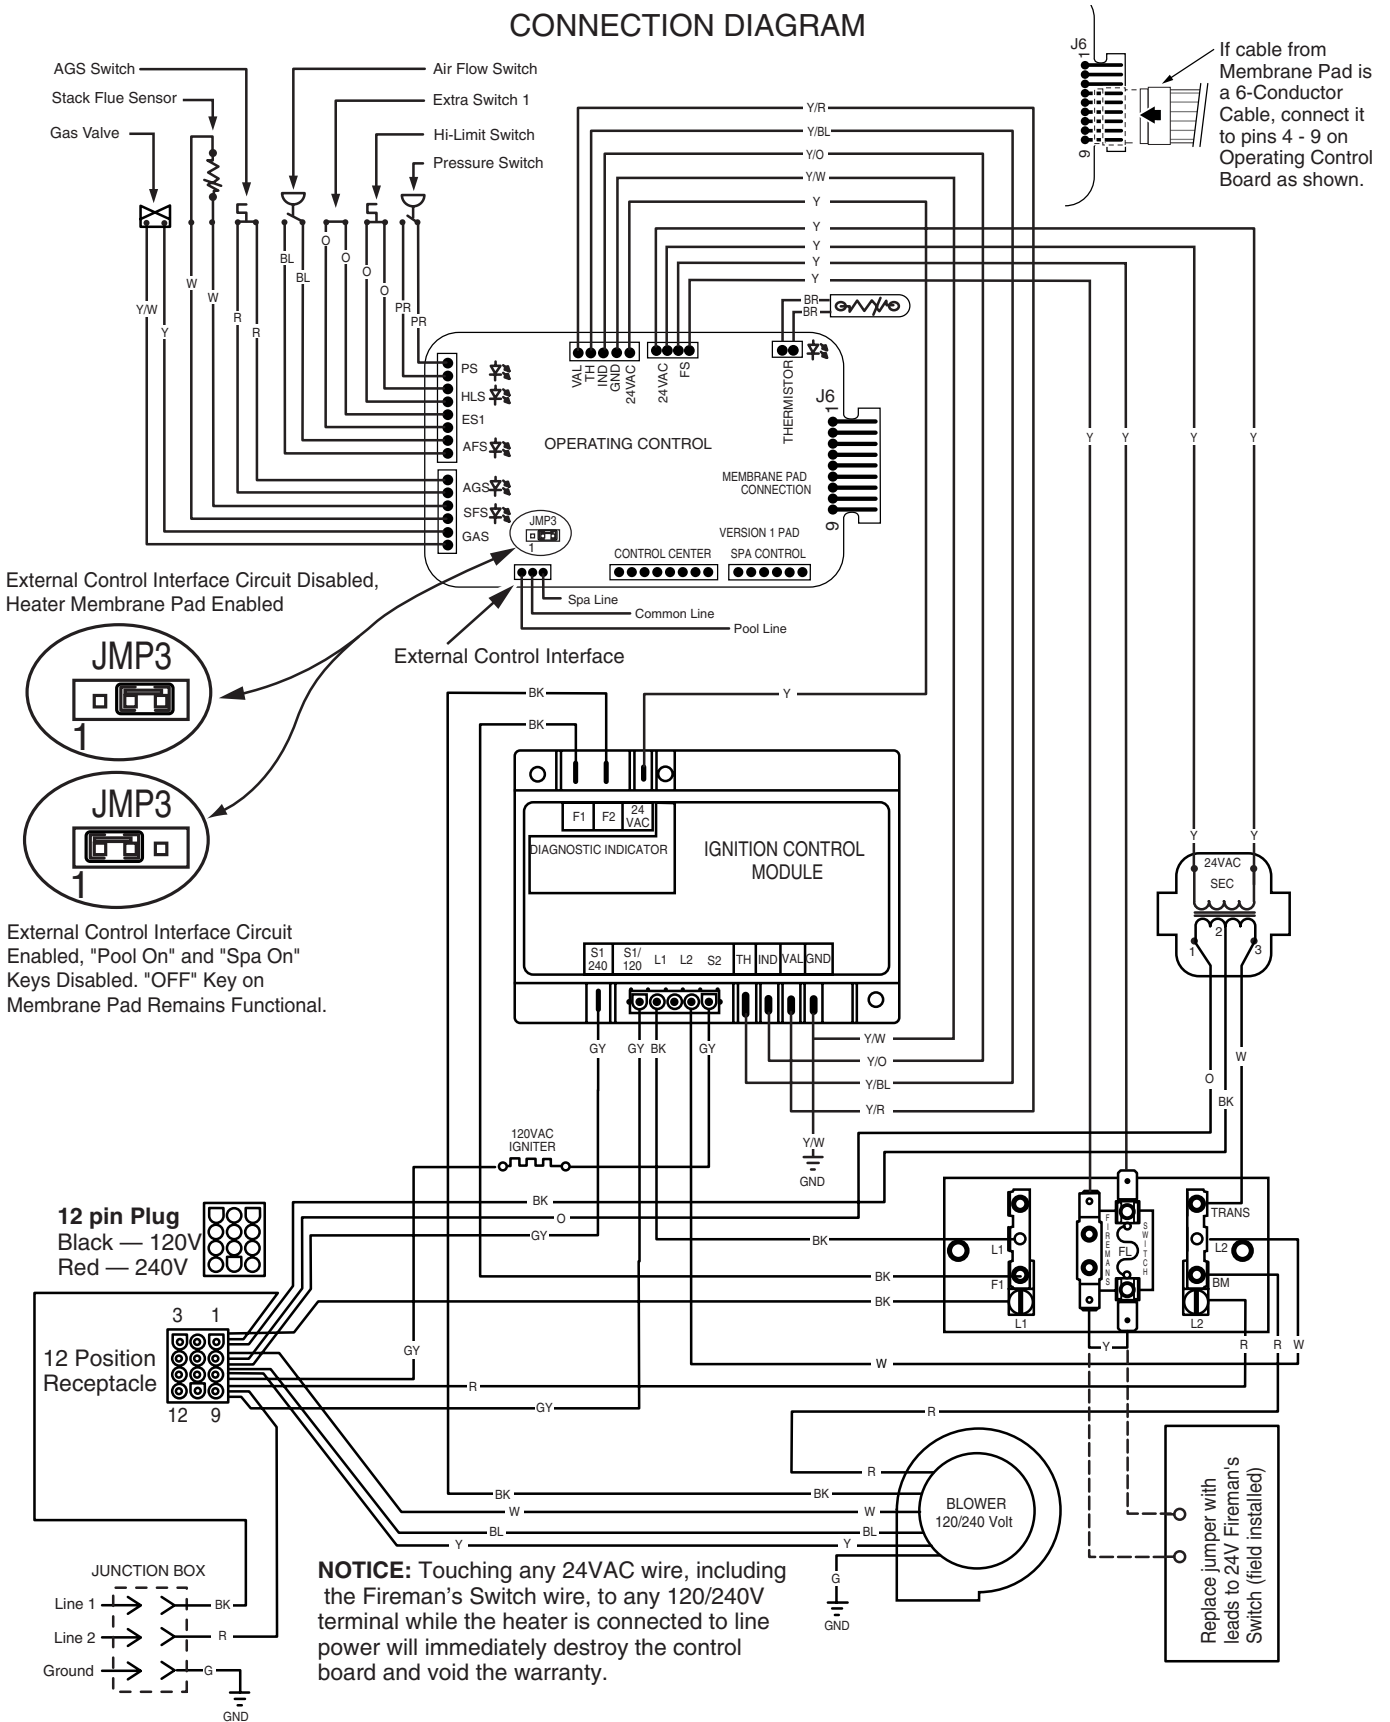 CONNECTION DIAGRAM
AGS Switch
Stack Flue Sensor
Gas Valve
Air Flow Switch
Extra Switch 1
Hi-Limit Switch
Pressure Switch
Y/R
Y/BL
Y/O
Y/W
Y
Y
Y
Y
Y
J6
1
9
If cable from
Membrane Pad is
a 6-Conductor
Cable, connect it
to pins 4 - 9 on
Operating Control
Board as shown.
Y/W
Y
W
W
R
R
BL
BL
O
O
O
O
PR
PR
BR
BR
PS
HLS
ES1
AFS
AGS
SFS
GAS
VAL
TH
IND
GND
24VAC
24VAC
FS
THERMISTOR
J6
1
9
OPERATING CONTROL
MEMBRANE PAD
CONNECTION
VERSION 1 PAD
JMP3
1
CONTROL CENTER
SPA CONTROL
Y
Y
Y
Y
Spa Line
Common Line
Pool Line
External Control Interface
External Control Interface Circuit Disabled,
Heater Membrane Pad Enabled
JMP3
1
JMP3
1
External Control Interface Circuit
Enabled, "Pool On" and "Spa On"
Keys Disabled. "OFF" Key on
Membrane Pad Remains Functional.
BK
BK
Y
F1
F2
24
VAC
DIAGNOSTIC INDICATOR
IGNITION CONTROL
MODULE
S1
240
S1/
120
L1
L2
S2
TH
IND
VAL
GND
Y
Y
24VAC
SEC
1
2
3
GY
GY
BK
GY
Y/W
Y/O
Y/BL
Y/R
Y/W
GND
O
BK
W
120VAC
IGNITER
BK
O
GY
BK
BK
BK
12 pin Plug
Black — 120V
Red — 240V
TRANS
L1
L2
F1
BM
L1
L2
FIREMANS
FL
SWITCH
Y
R
R
W
3
1
12 Position
Receptacle
12
9
GY
W
R
GY
R
R
BK
BK
W
W
BL
BL
Y
Y
G
GND
BLOWER
120/240 Volt
Replace jumper with
leads to 24V Fireman's
Switch (field installed)
JUNCTION BOX
Line 1
BK
Line 2
R
Ground
G
GND
NOTICE: Touching any 24VAC wire, including
the Fireman's Switch wire, to any 120/240V
terminal while the heater is connected to line
power will immediately destroy the control
board and void the warranty.